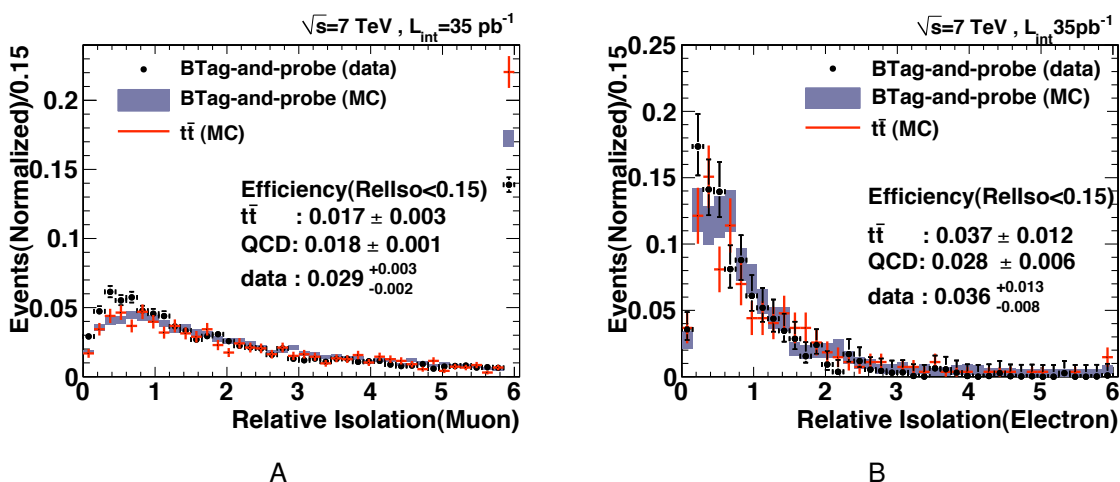 √s=7 TeV , L_int=35 pb⁻¹
Events(Normalized)/0.15
0.2
0.15
0.1
0.05
0
BTag-and-probe (data)
BTag-and-probe (MC)
tt̄ (MC)
Efficiency(RelIso<0.15)
tt̄ : 0.017 ± 0.003
QCD: 0.018 ± 0.001
data : 0.029 +0.003 -0.002
0 1 2 3 4 5 6
Relative Isolation(Muon)
A
√s=7 TeV , L_int 35pb⁻¹
Events(Normalized)/0.15
0.25
0.2
0.15
0.1
0.05
0
BTag-and-probe (data)
BTag-and-probe (MC)
tt̄ (MC)
Efficiency(RelIso<0.15)
tt̄ : 0.037 ± 0.012
QCD: 0.028 ± 0.006
data : 0.036 +0.013 -0.008
0 1 2 3 4 5 6
Relative Isolation(Electron)
B